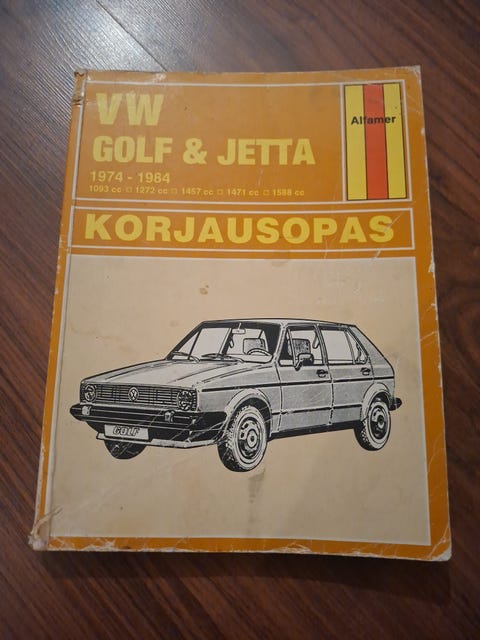 VW
GOLF & JETTA
1974 - 1984
1093 cc □ 1272 cc □ 1457 cc □ 1471 cc □ 1588 cc
Alfamer
KORJAUSOPAS
GOLF